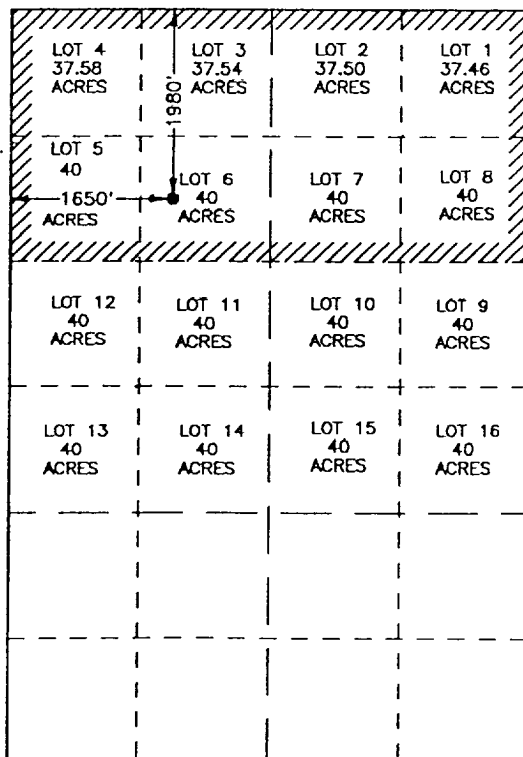 LOT 4
37.58
ACRES
LOT 3
37.54
ACRES
LOT 2
37.50
ACRES
LOT 1
37.46
ACRES
1980'
LOT 5
40
ACRES
1650'
LOT 6
40
ACRES
LOT 7
40
ACRES
LOT 8
40
ACRES
LOT 12
40
ACRES
LOT 11
40
ACRES
LOT 10
40
ACRES
LOT 9
40
ACRES
LOT 13
40
ACRES
LOT 14
40
ACRES
LOT 15
40
ACRES
LOT 16
40
ACRES